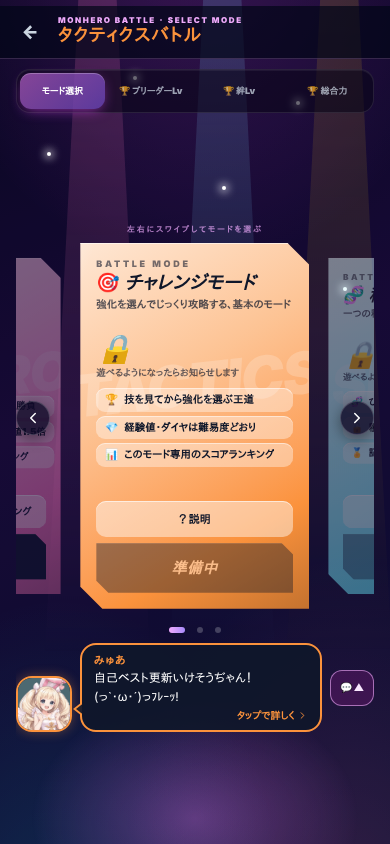 MONHERO BATTLE · SELECT MODE
タクティクスバトル
モード選択
🏆ブリーダーLv
🏆絆Lv
🏆総合力
左右にスワイプしてモードを選ぶ
BATTLE MODE
🎯 チャレンジモード
強化を選んでじっくり攻略する、基本のモード
🔒
遊べるようになったらお知らせします
TACTICS
🏆 技を見てから強化を選ぶ王道
💎 経験値・ダイヤは難易度どおり
📊 このモード専用のスコアランキング
?説明
準備中
BATT
一つの
遊べるよ
ング
ング
みゅあ
自己ベスト更新いけそうぢゃん!
(っ`・ω・´)っフレーッ!
タップで詳しく >
💬▲